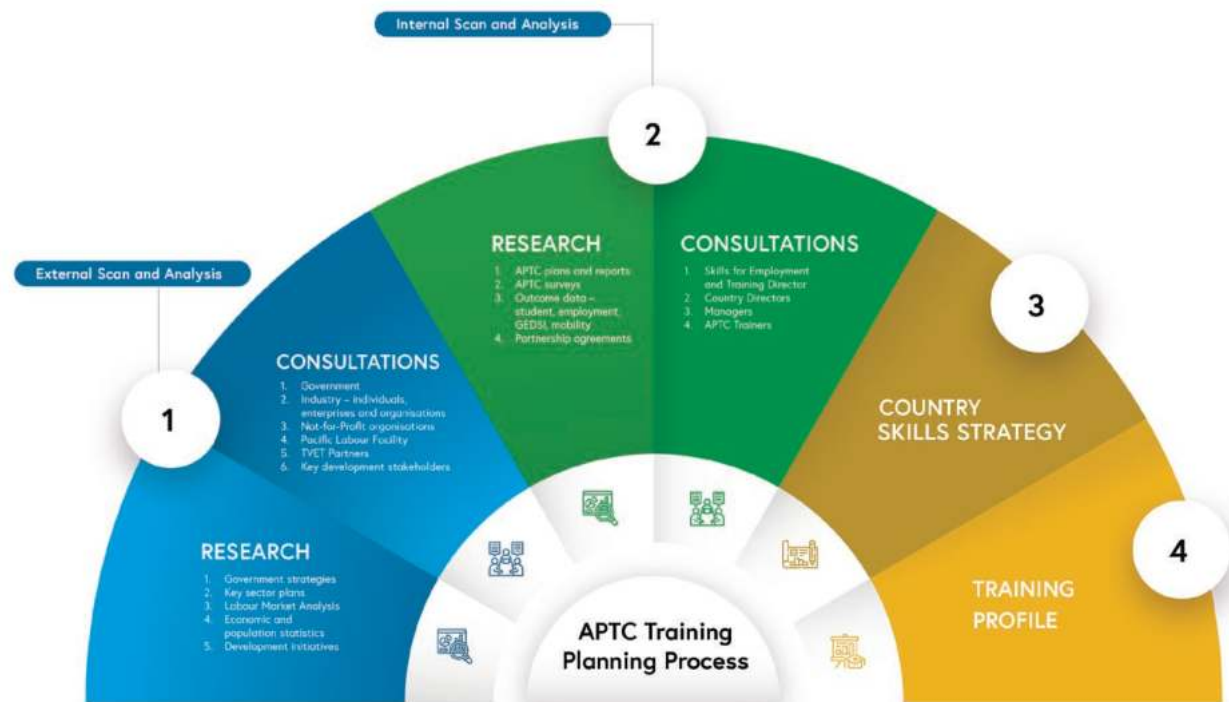 Internal Scan and Analysis
2
External Scan and Analysis
1
RESEARCH
1. Government strategies
2. Key sector plans
3. Labour Market Analysis
4. Economic and
population statistics
5. Development initiatives
CONSULTATIONS
1. Government
2. Industry – individuals,
enterprises and organisations
3. Not-for-Profit organisations
4. Pacific Labour Facility
5. TVET Partners
6. Key development stakeholders
RESEARCH
1. APTC plans and reports
2. APTC surveys
3. Outcome data –
student, employment,
GEDSI, mobility
4. Partnership agreements
CONSULTATIONS
1 Skills for Employment
and Training Director
2 Country Directors
3 Managers
4 APTC Trainers
3
COUNTRY
SKILLS STRATEGY
4
TRAINING
PROFILE
APTC Training
Planning Process